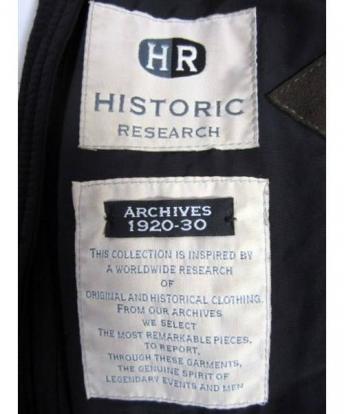 HR
HISTORIC
RESEARCH
ARCHIVES
1920-30
THIS COLLECTION IS INSPIRED BY
A WORLDWIDE RESEARCH
OF
ORIGINAL AND HISTORICAL CLOTHING.
FROM OUR ARCHIVES
WE SELECT
THE MOST REMARKABLE PIECES,
TO REPORT,
THROUGH THESE GARMENTS,
THE GENUINE SPIRIT OF
LEGENDARY EVENTS AND MEN